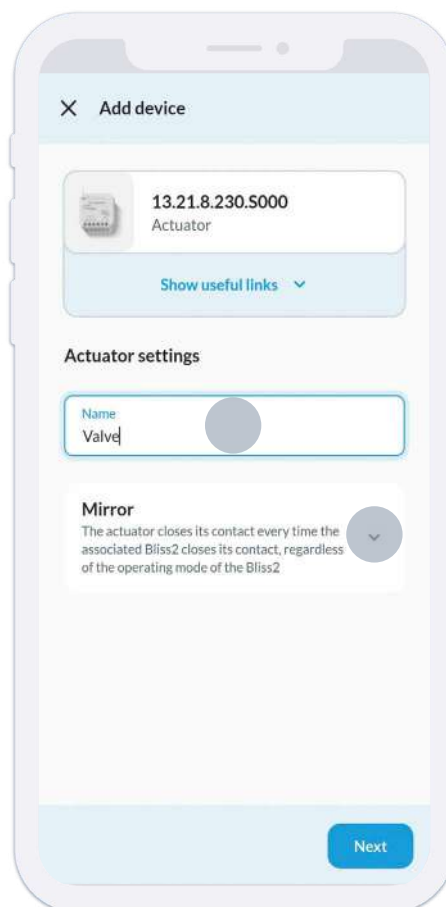 Add device
13.21.8.230.S000
Actuator
Show useful links
Actuator settings
Name
Valve
Mirror
The actuator closes its contact every time the
associated Bliss2 closes its contact, regardless
of the operating mode of the Bliss2
Next